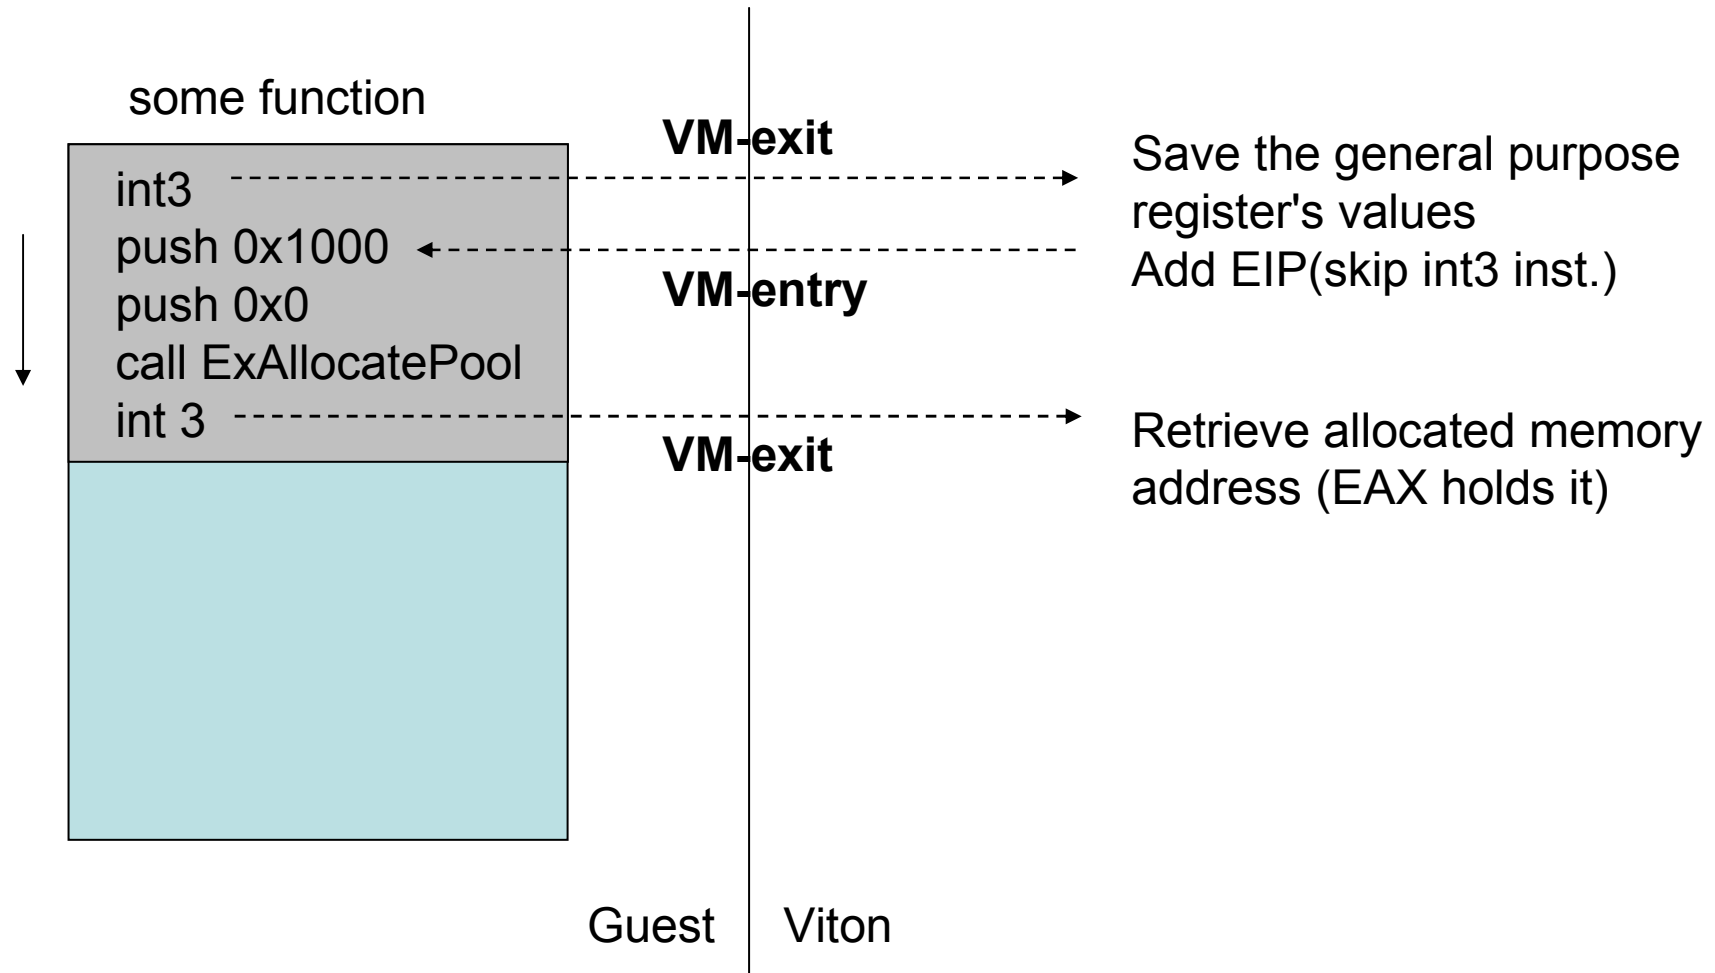 some function
int3
push 0x1000
push 0x0
call ExAllocatePool
int 3
VM-exit
VM-entry
VM-exit
Save the general purpose
register's values
Add EIP(skip int3 inst.)
Retrieve allocated memory
address (EAX holds it)
Guest
Viton